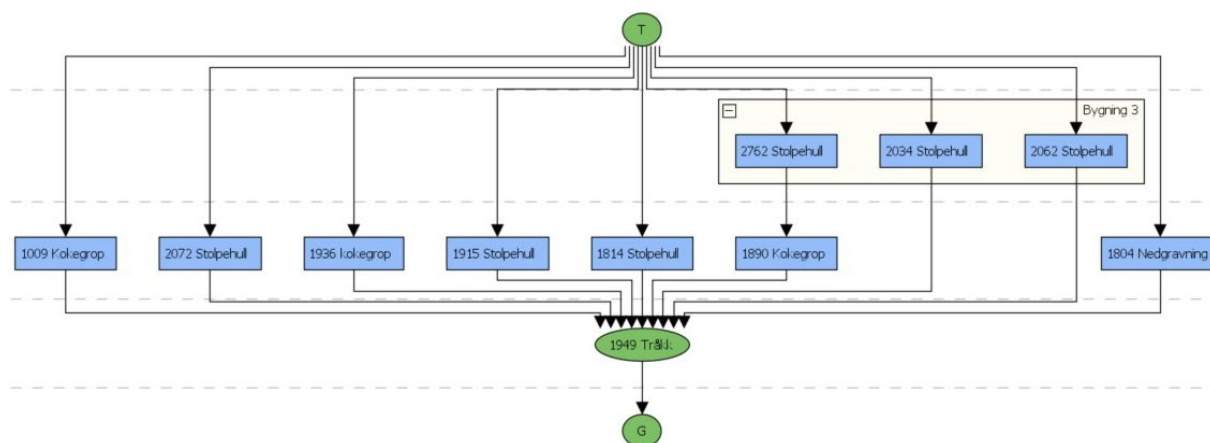 T
Bygning 3
2762 Stolpehull
2034 Stolpehull
2062 Stolpehull
1009 Kokegrop
2072 Stolpehull
1936 kokegrop
1915 Stolpehull
1814 Stolpehull
1890 Kokegrop
1804 Nedgravning
1949 Tråkk
G